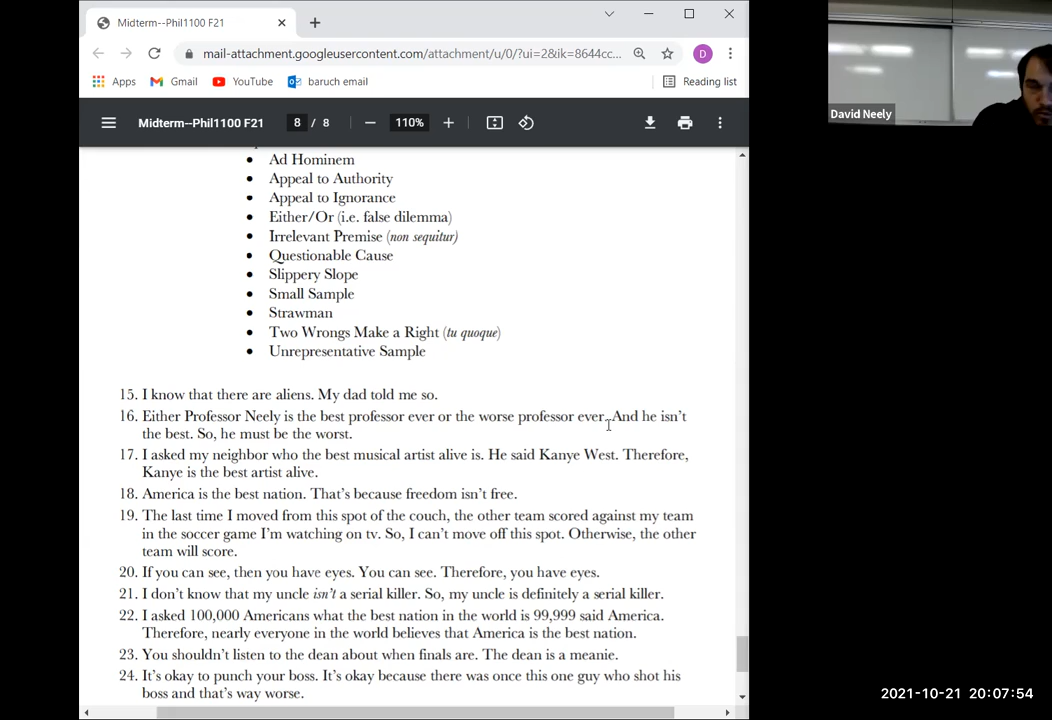 Midterm--Phil1100 F21
mail-attachment.googleusercontent.com/attachment/u/0/?ui=2&ik=8644cc...
D
Apps
Gmail
YouTube
baruch email
Reading list
Midterm--Phil1100 F21
8 / 8
110%
David Neely
• Ad Hominem
• Appeal to Authority
• Appeal to Ignorance
• Either/Or (i.e. false dilemma)
• Irrelevant Premise (non sequitur)
• Questionable Cause
• Slippery Slope
• Small Sample
• Strawman
• Two Wrongs Make a Right (tu quoque)
• Unrepresentative Sample
15. I know that there are aliens. My dad told me so.
16. Either Professor Neely is the best professor ever or the worse professor ever. And he isn't
the best. So, he must be the worst.
17. I asked my neighbor who the best musical artist alive is. He said Kanye West. Therefore,
Kanye is the best artist alive.
18. America is the best nation. That's because freedom isn't free.
19. The last time I moved from this spot of the couch, the other team scored against my team
in the soccer game I'm watching on tv. So, I can't move off this spot. Otherwise, the other
team will score.
20. If you can see, then you have eyes. You can see. Therefore, you have eyes.
21. I don't know that my uncle isn't a serial killer. So, my uncle is definitely a serial killer.
22. I asked 100,000 Americans what the best nation in the world is 99,999 said America.
Therefore, nearly everyone in the world believes that America is the best nation.
23. You shouldn't listen to the dean about when finals are. The dean is a meanie.
24. It's okay to punch your boss. It's okay because there was once this one guy who shot his
boss and that's way worse.
2021-10-21 20:07:54